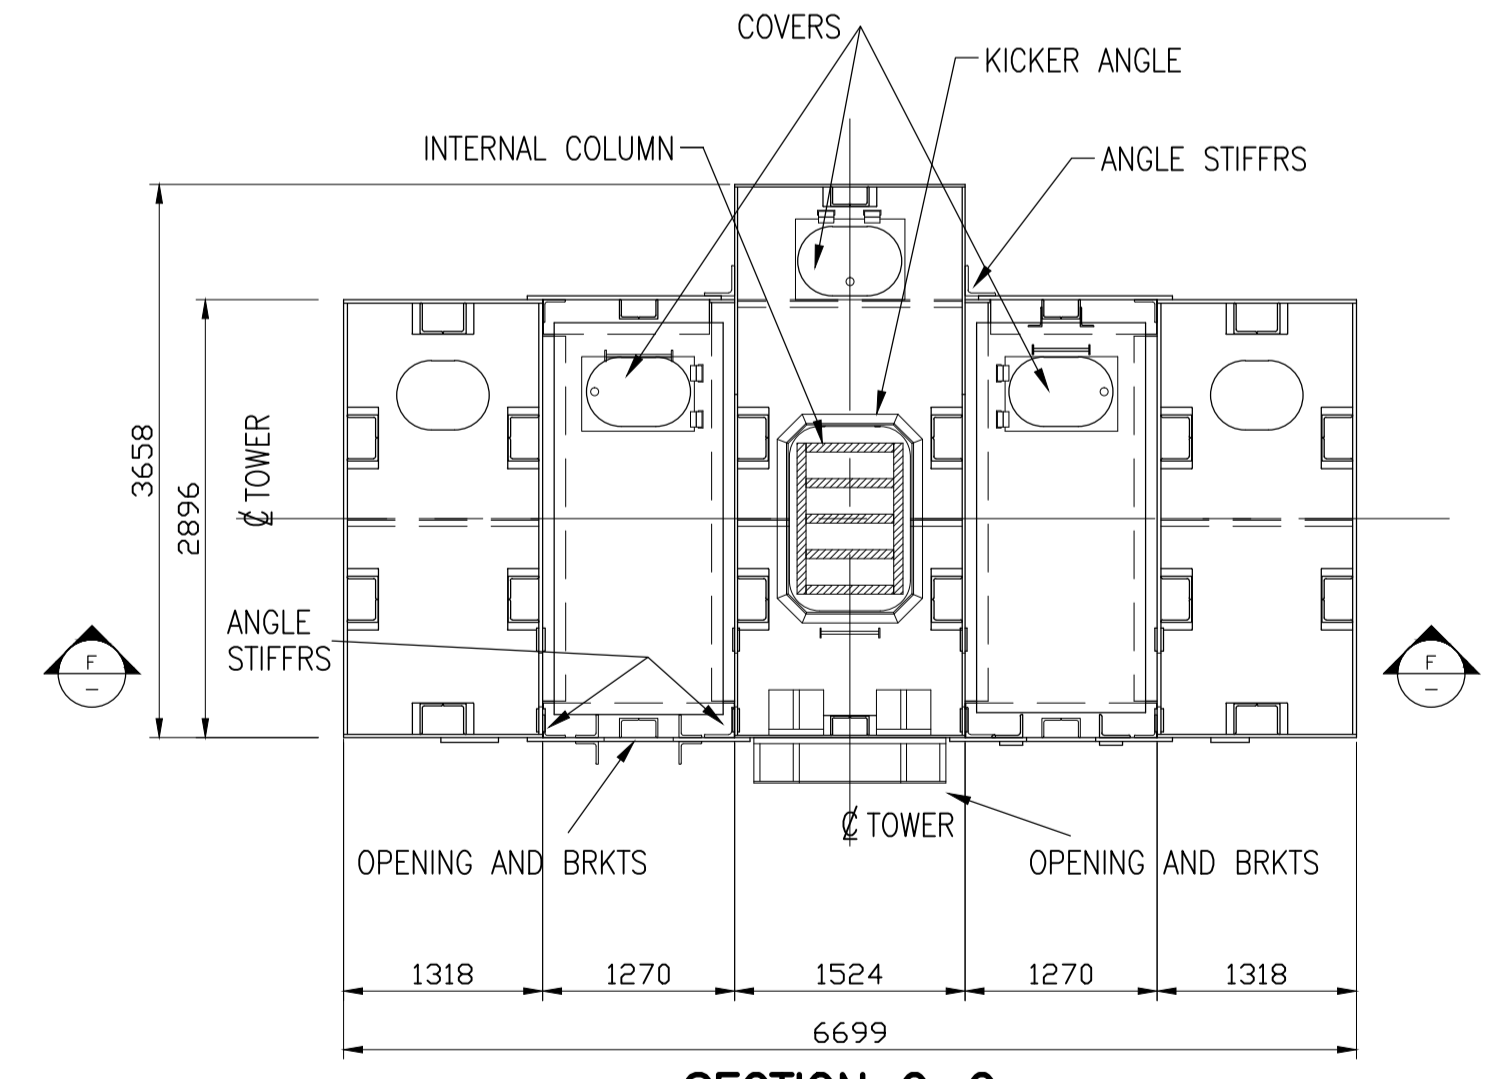 COVERS
KICKER ANGLE
INTERNAL COLUMN
ANGLE STIFFRS
3658
2896
℄ TOWER
ANGLE
STIFFRS
F
–
F
–
℄ TOWER
OPENING AND BRKTS
OPENING AND BRKTS
1318
1270
1524
1270
1318
6699